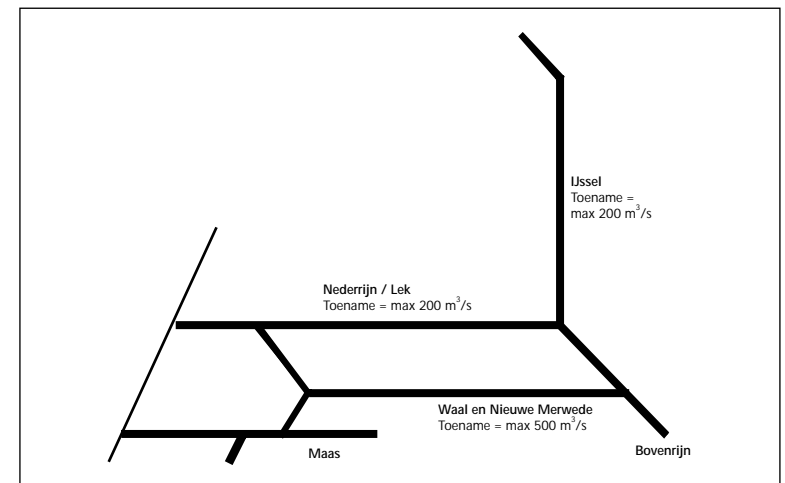 IJssel
Toename =
max 200 m³/s
Nederrijn / Lek
Toename = max 200 m³/s
Waal en Nieuwe Merwede
Toename = max 500 m³/s
Maas
Bovenrijn